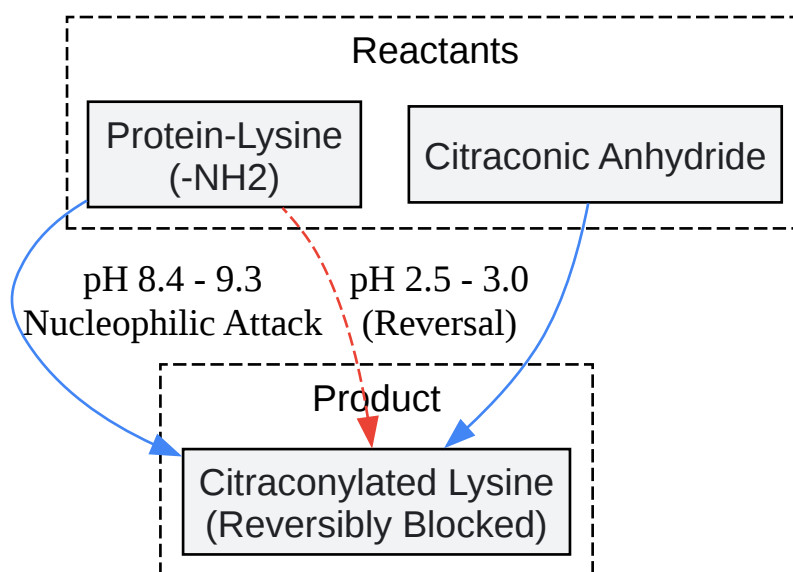 Reactants
Protein-Lysine
(-NH2)
Citraconic Anhydride
pH 8.4 - 9.3
Nucleophilic Attack
pH 2.5 - 3.0
(Reversal)
Product
Citraconylated Lysine
(Reversibly Blocked)